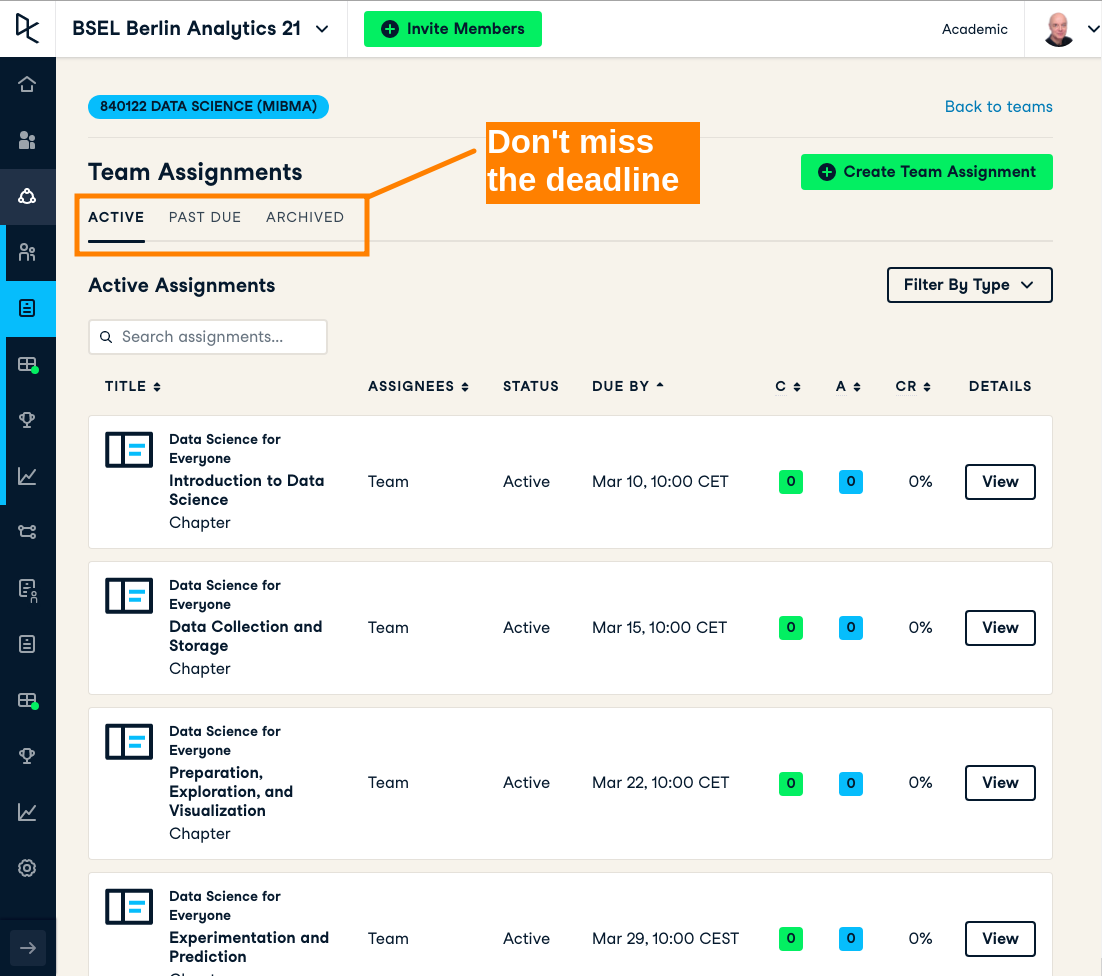 BSEL Berlin Analytics 21
Invite Members
Academic
840122 DATA SCIENCE (MIBMA)
Back to teams
Don't miss
the deadline
Team Assignments
Create Team Assignment
ACTIVE PAST DUE ARCHIVED
Active Assignments
Filter By Type
Search assignments...
TITLE ASSIGNEES STATUS DUE BY C A CR DETAILS
Data Science for
Everyone
Introduction to Data
Science
Chapter
Team Active Mar 10, 10:00 CET 0 0 0% View
Data Science for
Everyone
Data Collection and
Storage
Chapter
Team Active Mar 15, 10:00 CET 0 0 0% View
Data Science for
Everyone
Preparation,
Exploration, and
Visualization
Chapter
Team Active Mar 22, 10:00 CET 0 0 0% View
Data Science for
Everyone
Experimentation and
Prediction
Team Active Mar 29, 10:00 CEST 0 0 0% View